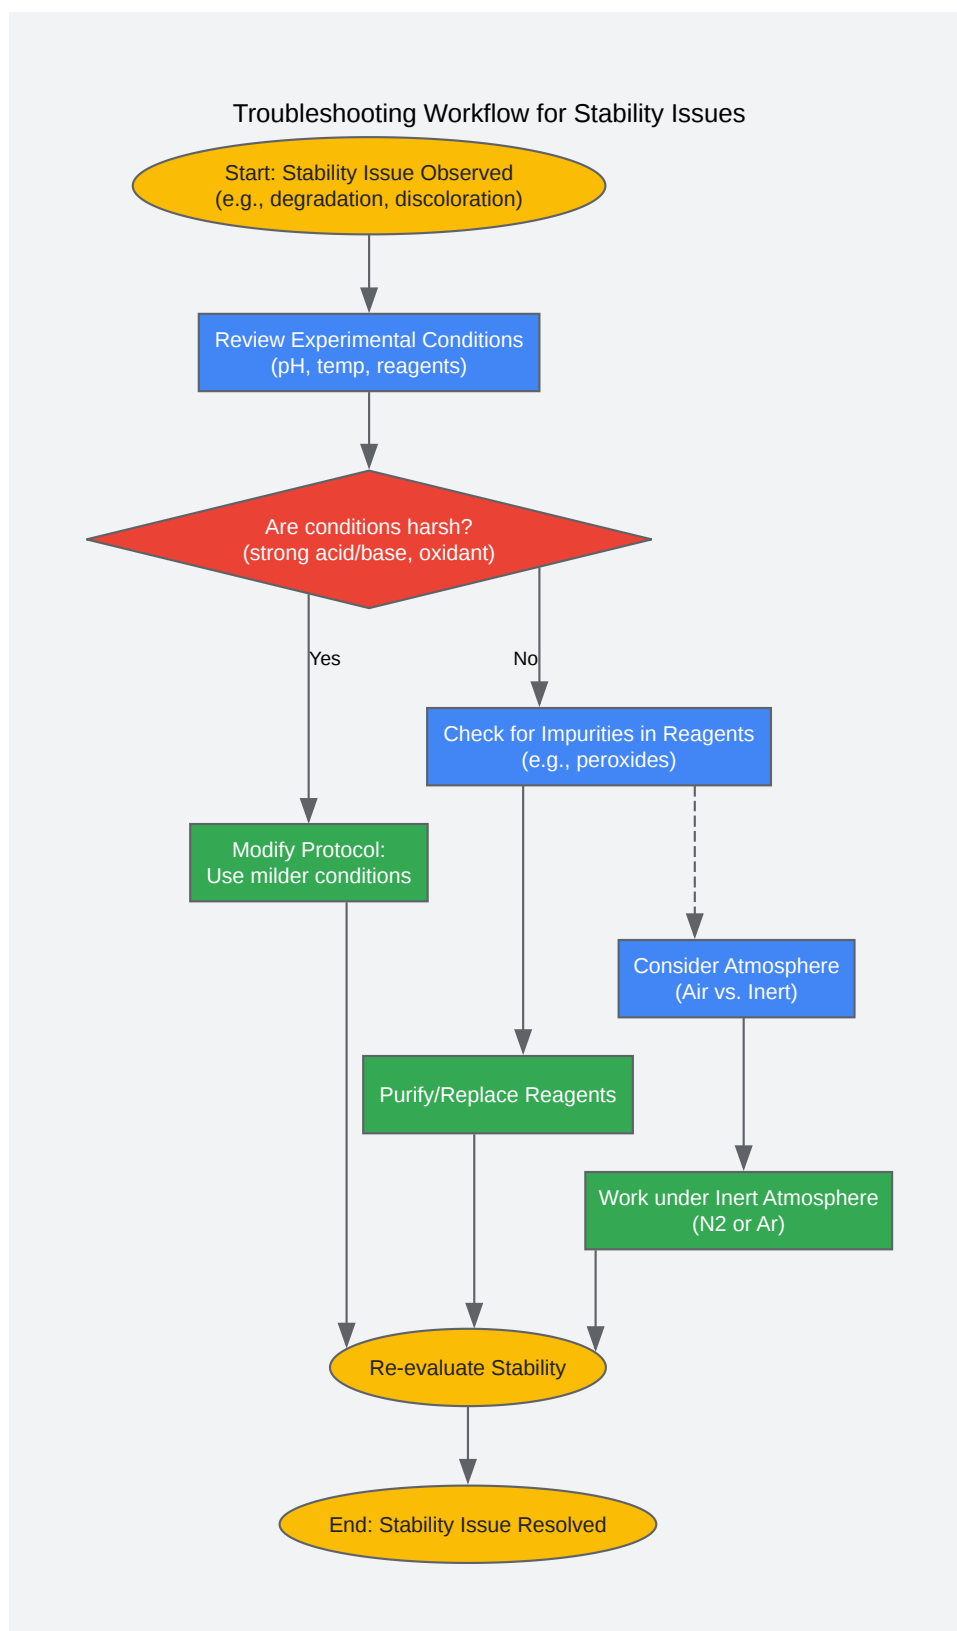 Troubleshooting Workflow for Stability Issues
Start: Stability Issue Observed
(e.g., degradation, discoloration)
Review Experimental Conditions
(pH, temp, reagents)
Are conditions harsh?
(strong acid/base, oxidant)
Yes
No
Check for Impurities in Reagents
(e.g., peroxides)
Modify Protocol:
Use milder conditions
Consider Atmosphere
(Air vs. Inert)
Purify/Replace Reagents
Work under Inert Atmosphere
(N2 or Ar)
Re-evaluate Stability
End: Stability Issue Resolved